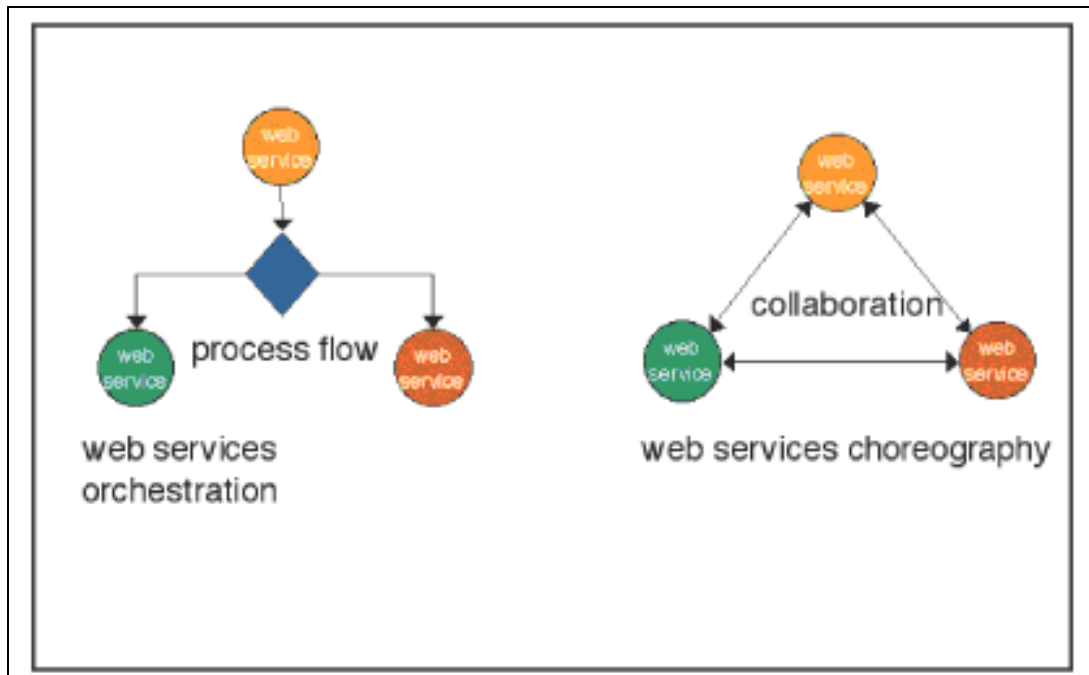 web
service
web
service
process flow
web
service
web services
orchestration
web
service
collaboration
web
service
web
service
web services choreography